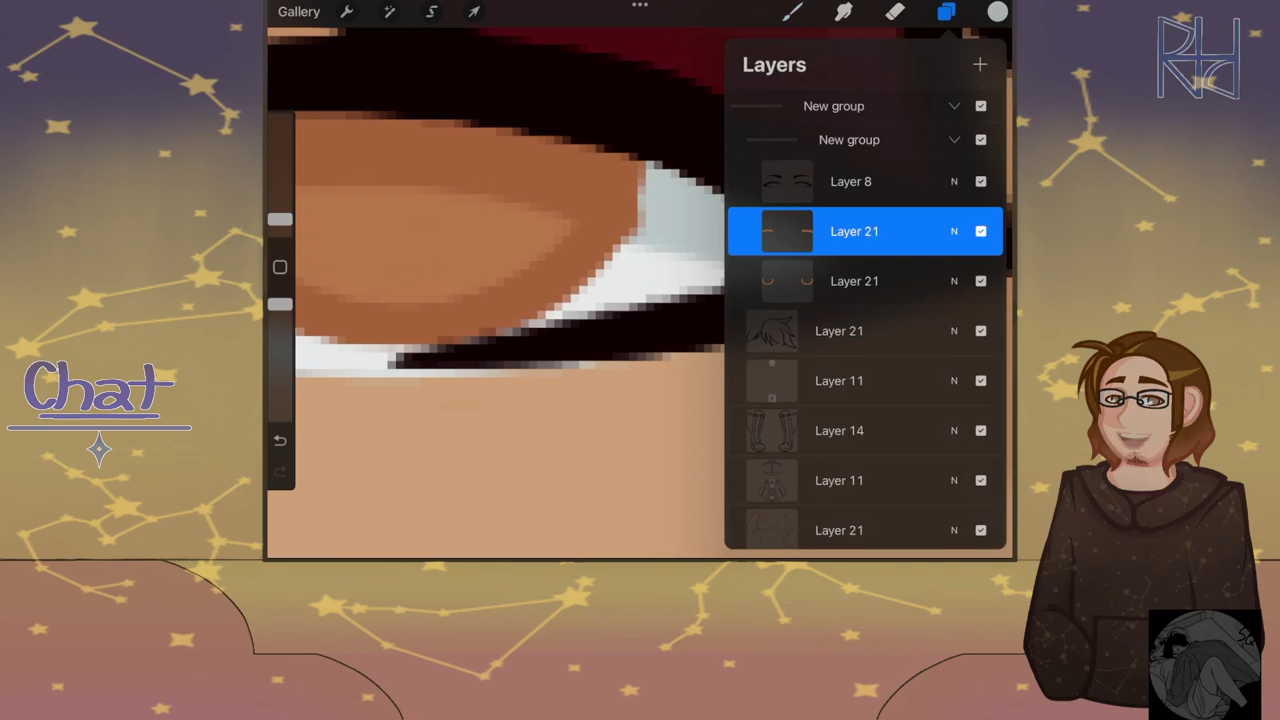 Gallery
Layers
New group
New group
Layer 8 N
Layer 21 N
Layer 21 N
Layer 21 N
Layer 11 N
Layer 14 N
Layer 11 N
Layer 21 N
Chat